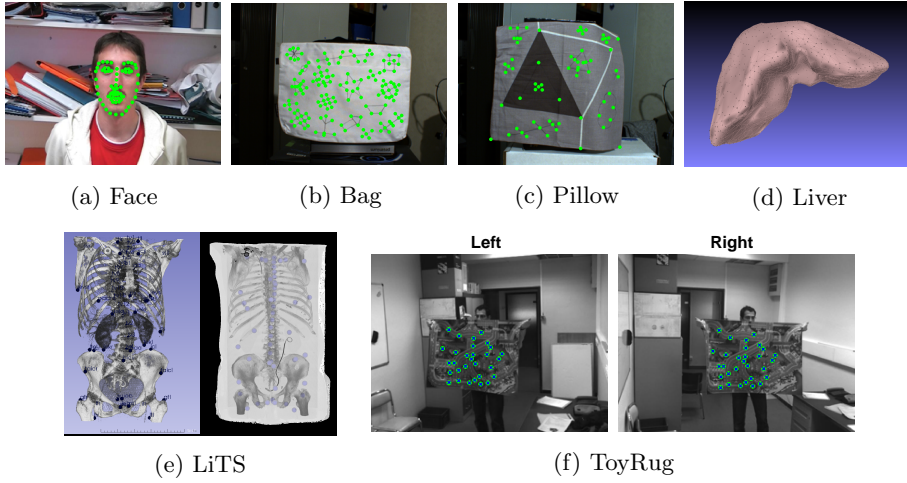 (a) Face
(b) Bag
(c) Pillow
(d) Liver
Left
Right
(e) LiTS
(f) ToyRug